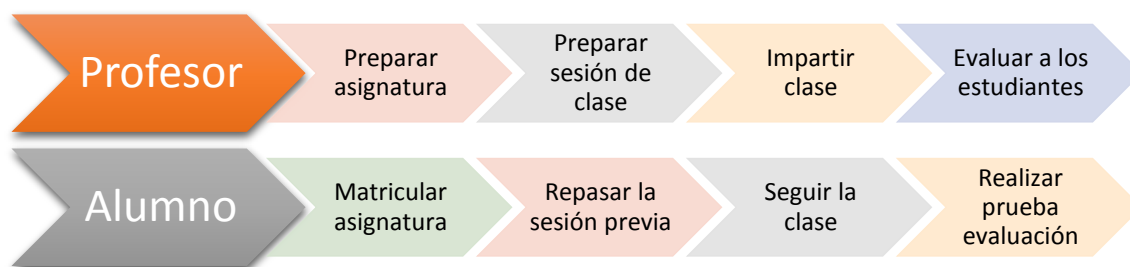 Profesor
Preparar
asignatura
Preparar
sesión de
clase
Impartir
clase
Evaluar a los
estudiantes
Alumno
Matricular
asignatura
Repasar la
sesión previa
Seguir la
clase
Realizar
prueba
evaluación